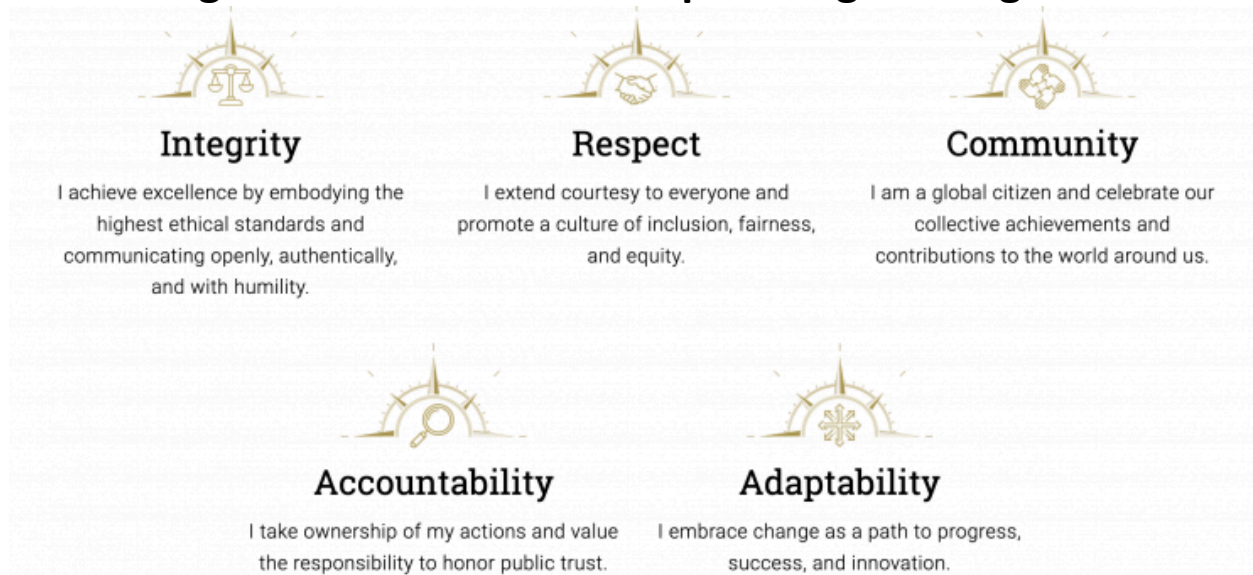 Integrity
I achieve excellence by embodying the
highest ethical standards and
communicating openly, authentically,
and with humility.
Respect
I extend courtesy to everyone and
promote a culture of inclusion, fairness,
and equity.
Community
I am a global citizen and celebrate our
collective achievements and
contributions to the world around us.
Accountability
I take ownership of my actions and value
the responsibility to honor public trust.
Adaptability
I embrace change as a path to progress,
success, and innovation.